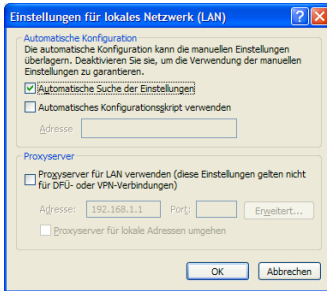 Einstellungen für lokales Netzwerk (LAN)
Automatische Konfiguration
Die automatische Konfiguration kann die manuellen Einstellungen
überlagern. Deaktivieren Sie sie, um die Verwendung der manuellen
Einstellungen zu garantieren.
Automatische Suche der Einstellungen
Automatisches Konfigurationsskript verwenden
Adresse
Proxyserver
Proxyserver für LAN verwenden (diese Einstellungen gelten nicht
für DFÜ- oder VPN-Verbindungen)
Adresse: 192.168.1.1 Port: Erweitert...
Proxyserver für lokale Adressen umgehen
OK Abbrechen